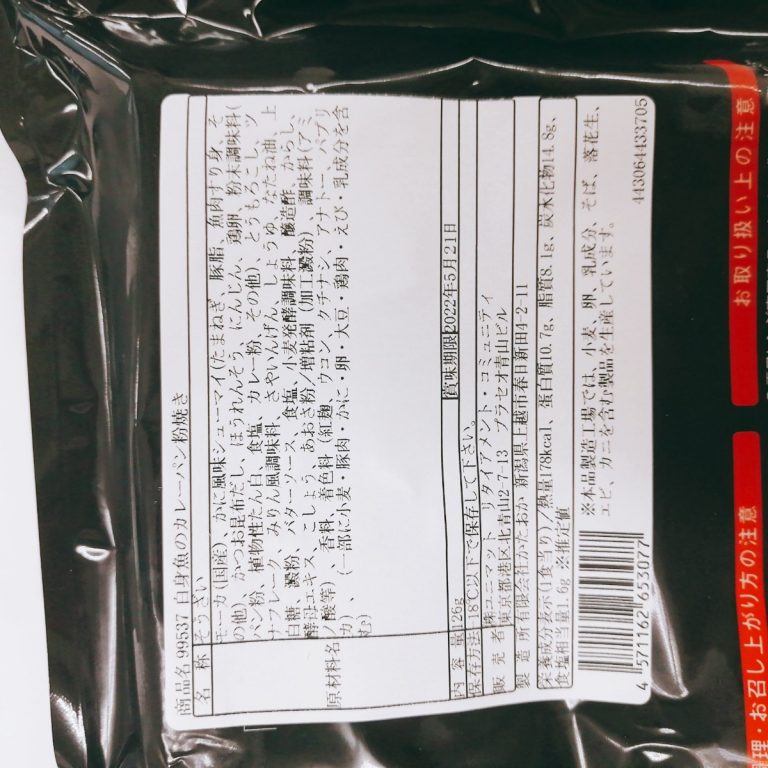 商品名 99537 白身魚のカレーパン粉焼き
名 称 そうざい
原材料名
モーカ(国産)、かに風味シューマイ(たまねぎ、豚脂、魚肉すり身、そ
の他)、かつお昆布だし、ほうれんそう、にんじん、鶏卵、粉末調味料(
パン粉、植物性たん白、食塩、カレー粉、その他)、とうもろこし、ツ
ナフレーク、みりん風調味料、さやいんげん、しょうゆ、なたね油、上
白糖、澱粉、バターソース、食塩、小麦発酵調味料、醸造酢、からし、
酵母エキス、こしょう、あおさ粉/増粘剤(加工澱粉)、調味料(アミ
ノ酸等)、香料、着色料(紅麹、ウコン、クチナシ、アナトー、パプリ
カ)、(一部に小麦・豚肉・かに・卵・大豆・鶏肉・えび・乳成分を含
む)
内 容 量 126g 賞味期限 2022年5月21日
保存方法 -18℃以下で保存して下さい。
販 売 者 ㈱ユニマット リタイアメント・コミュニティ
東京都港区北青山2-7-13 プラセオ青山ビル
製 造 所 有限会社かたおか 新潟県上越市春日新田4-2-11
栄養成分表示(1食当り)/熱量178kcal、蛋白質10.7g、脂質8.1g、炭水化物14.8g、
食塩相当量1.6g ※推定値
※本品製造工場では、小麦、卵、乳成分、そば、落花生、
エビ、カニを含む製品を生産しています。
4 571162 653077
443064433705
お取り扱い上の注意
理・お召し上がり方の注意